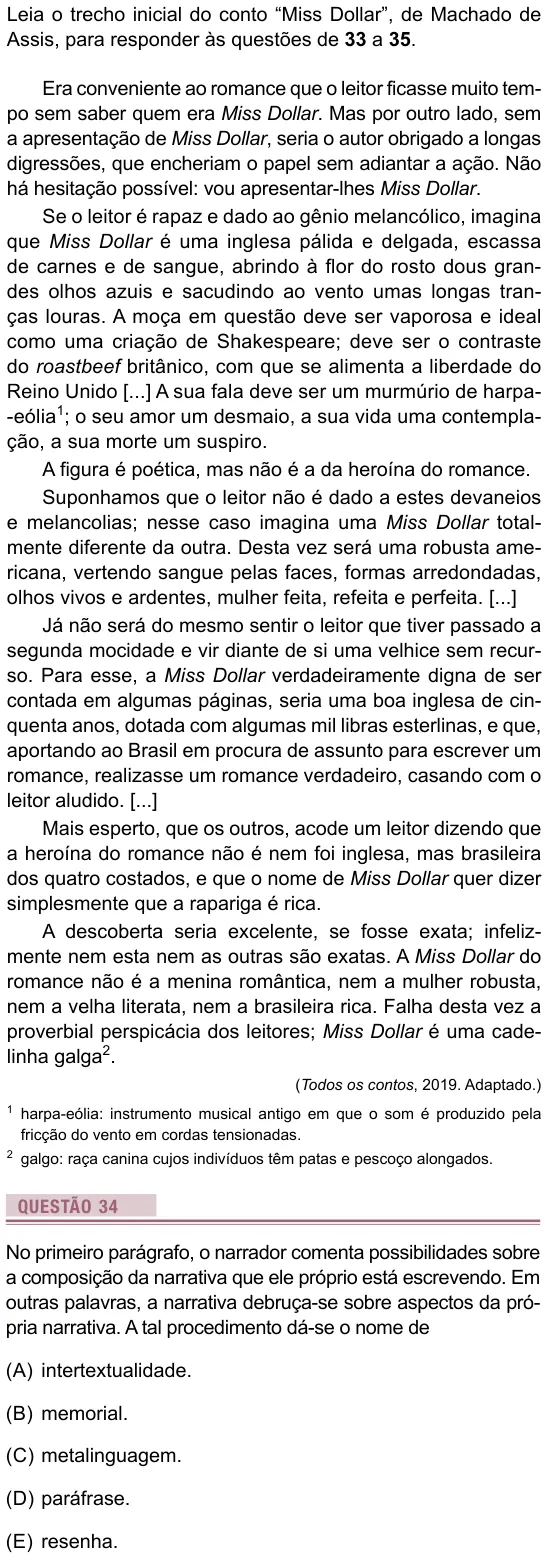 Leia o trecho inicial do conto “Miss Dollar”, de Machado de
Assis, para responder às questões de 33 a 35.
Era conveniente ao romance que o leitor ficasse muito tem-
po sem saber quem era Miss Dollar. Mas por outro lado, sem
a apresentação de Miss Dollar, seria o autor obrigado a longas
digressões, que encheriam o papel sem adiantar a ação. Não
há hesitação possível: vou apresentar-lhes Miss Dollar.
Se o leitor é rapaz e dado ao gênio melancólico, imagina
que Miss Dollar é uma inglesa pálida e delgada, escassa
de carnes e de sangue, abrindo à flor do rosto dous gran-
des olhos azuis e sacudindo ao vento umas longas tran-
ças louras. A moça em questão deve ser vaporosa e ideal
como uma criação de Shakespeare; deve ser o contraste
do roastbeef britânico, com que se alimenta a liberdade do
Reino Unido [...] A sua fala deve ser um murmúrio de harpa-
-eólia1; o seu amor um desmaio, a sua vida uma contempla-
ção, a sua morte um suspiro.
A figura é poética, mas não é a da heroína do romance.
Suponhamos que o leitor não é dado a estes devaneios
e melancolias; nesse caso imagina uma Miss Dollar total-
mente diferente da outra. Desta vez será uma robusta ame-
ricana, vertendo sangue pelas faces, formas arredondadas,
olhos vivos e ardentes, mulher feita, refeita e perfeita. [...]
Já não será do mesmo sentir o leitor que tiver passado a
segunda mocidade e vir diante de si uma velhice sem recur-
so. Para esse, a Miss Dollar verdadeiramente digna de ser
contada em algumas páginas, seria uma boa inglesa de cin-
quenta anos, dotada com algumas mil libras esterlinas, e que,
aportando ao Brasil em procura de assunto para escrever um
romance, realizasse um romance verdadeiro, casando com o
leitor aludido. [...]
Mais esperto, que os outros, acode um leitor dizendo que
a heroína do romance não é nem foi inglesa, mas brasileira
dos quatro costados, e que o nome de Miss Dollar quer dizer
simplesmente que a rapariga é rica.
A descoberta seria excelente, se fosse exata; infeliz-
mente nem esta nem as outras são exatas. A Miss Dollar do
romance não é a menina romântica, nem a mulher robusta,
nem a velha literata, nem a brasileira rica. Falha desta vez a
proverbial perspicácia dos leitores; Miss Dollar é uma cade-
linha galga2.
(Todos os contos, 2019. Adaptado.)
1 harpa-eólia: instrumento musical antigo em que o som é produzido pela
fricção do vento em cordas tensionadas.
2 galgo: raça canina cujos indivíduos têm patas e pescoço alongados.
QUESTÃO 34
No primeiro parágrafo, o narrador comenta possibilidades sobre
a composição da narrativa que ele próprio está escrevendo. Em
outras palavras, a narrativa debruça-se sobre aspectos da pró-
pria narrativa. A tal procedimento dá-se o nome de
(A) intertextualidade.
(B) memorial.
(C) metalinguagem.
(D) paráfrase.
(E) resenha.